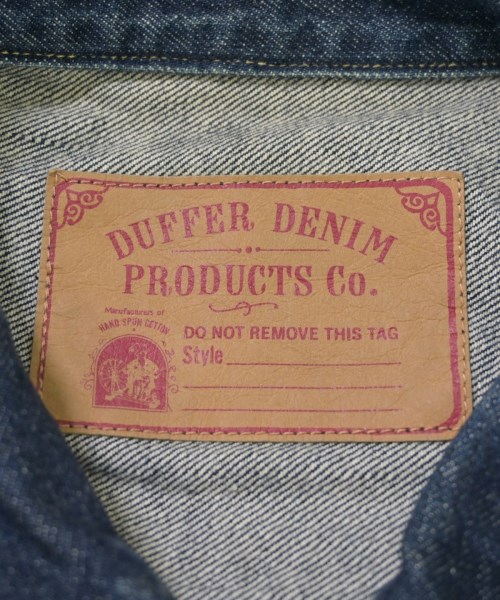 DUFFER DENIM
PRODUCTS Co.
Manufacturers of
HAND SPUN COTTON
DO NOT REMOVE THIS TAG
Style